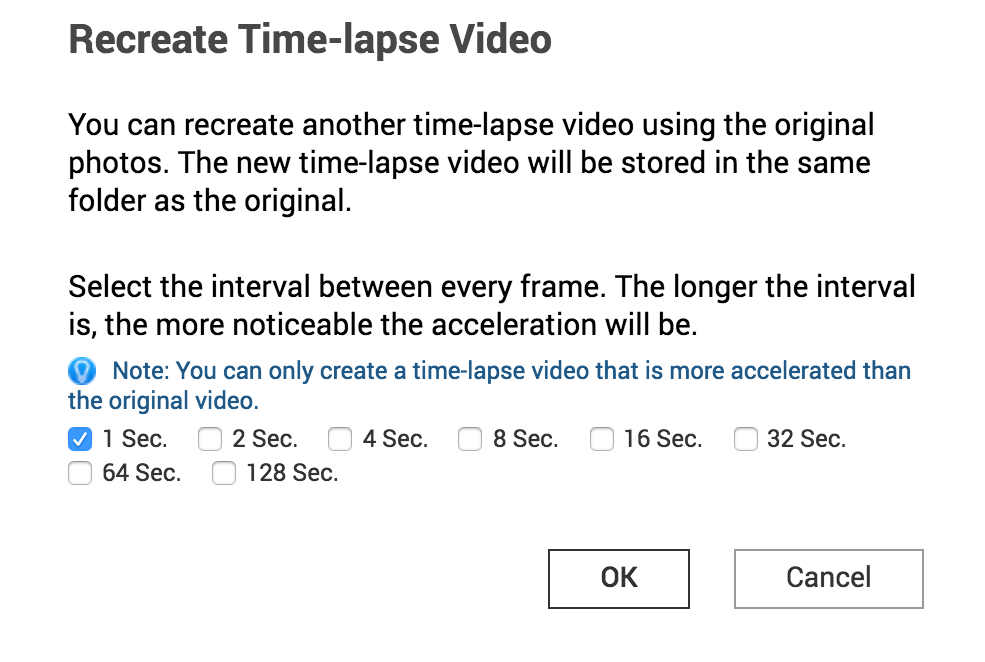 Recreate Time-lapse Video
You can recreate another time-lapse video using the original
photos. The new time-lapse video will be stored in the same
folder as the original.
Select the interval between every frame. The longer the interval
is, the more noticeable the acceleration will be.
Note: You can only create a time-lapse video that is more accelerated than
the original video.
1 Sec. 2 Sec. 4 Sec. 8 Sec. 16 Sec. 32 Sec.
64 Sec. 128 Sec.
OK Cancel